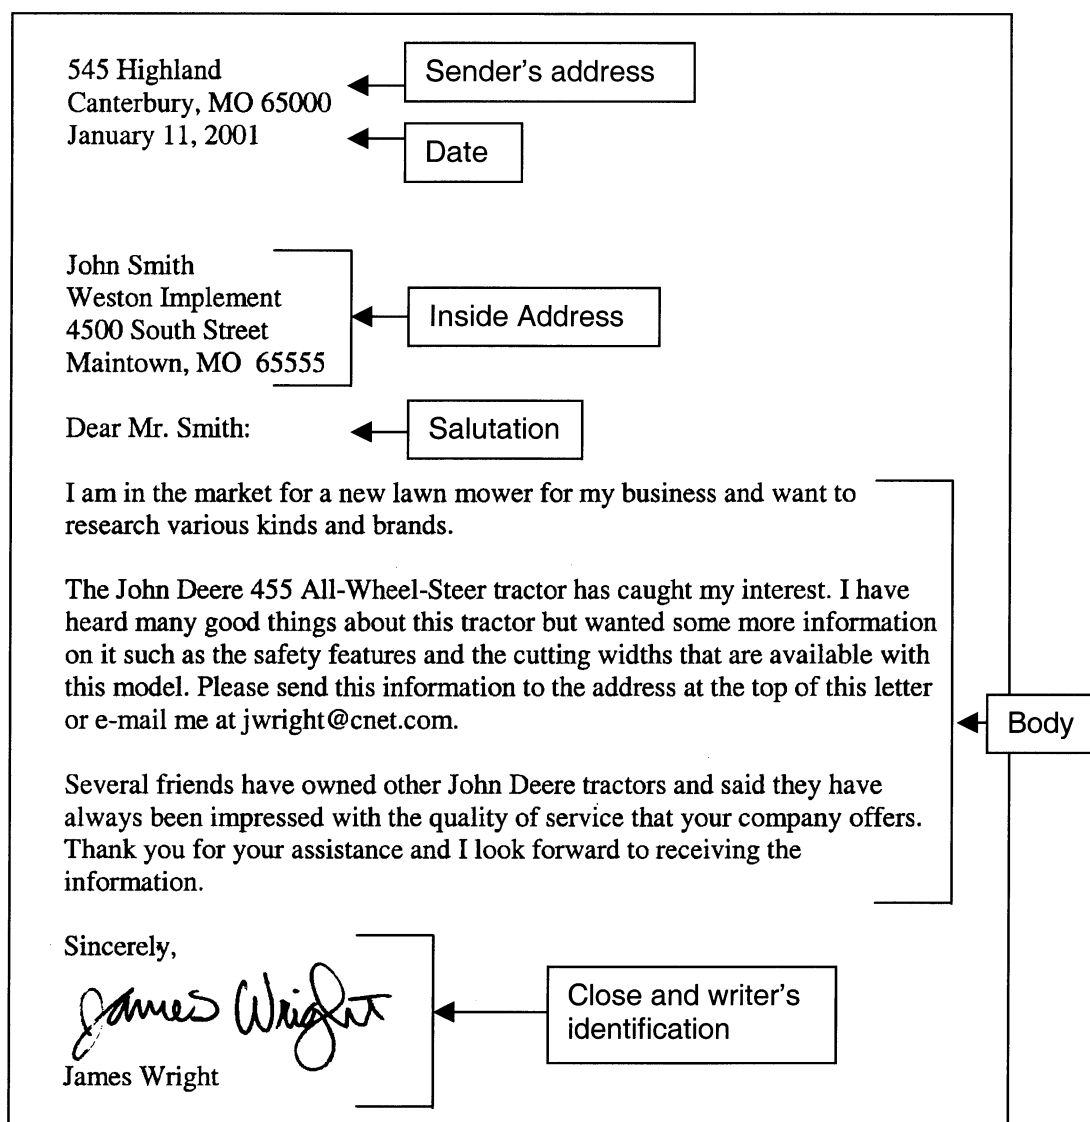 545 Highland
Canterbury, MO 65000
January 11, 2001
Sender's address
Date
John Smith
Weston Implement
4500 South Street
Maintown, MO 65555
Inside Address
Dear Mr. Smith:
Salutation
I am in the market for a new lawn mower for my business and want to
research various kinds and brands.
The John Deere 455 All-Wheel-Steer tractor has caught my interest. I have
heard many good things about this tractor but wanted some more information
on it such as the safety features and the cutting widths that are available with
this model. Please send this information to the address at the top of this letter
or e-mail me at jwright@cnet.com.
Body
Several friends have owned other John Deere tractors and said they have
always been impressed with the quality of service that your company offers.
Thank you for your assistance and I look forward to receiving the
information.
Sincerely,
James Wright
James Wright
Close and writer's
identification